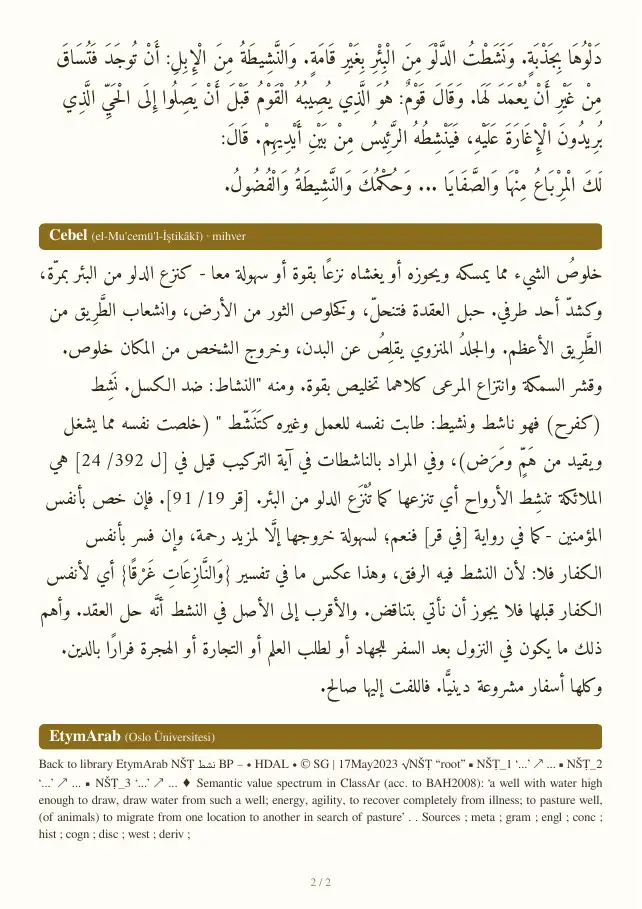 دَلْوُهَا بِجَذْبَةٍ. وَنَشَطْتُ الدَّلْوَ مِنَ الْبِئْرِ بِغَيْرِ قَامَةٍ. وَالنَّشِيطَةُ مِنَ الْإِبِلِ: أَنْ تُوجَدَ فَتُسَاقَ
مِنْ غَيْرِ أَنْ يُعْمَدَ لَهَا. وَقَالَ قَوْمٌ: هُوَ الَّذِي يُصِيبُهُ الْقَوْمُ قَبْلَ أَنْ يَصِلُوا إِلَى الْحَيِّ الَّذِي
يُرِيدُونَ الْإِغَارَةَ عَلَيْهِ، فَيَنْشِطُهُ الرَّئِيسُ مِنْ بَيْنِ أَيْدِيهِمْ. قَالَ:
لَكَ الْمِرْبَاعُ مِنْهَا وَالصَّفَايَا ... وَحُكْمُكَ وَالنَّشِيطَةُ وَالْفُضُولُ.
Cebel (el-Mu'cemü'l-İştikâkî) · mihver
خلوصُ الشيء مما يمسكه ويحوزه أو يغشاه نزعًا بقوة أو سهولة معا - كنزع الدلو من البئر بمرّة،
وكشدّ أحد طرفي. حبل العقدة فتنحلّ، وكخلوص الثور من الأرض، وانشعاب الطَّرِيق من
الطَّرِيق الأعظم. والجلدُ المنزوي يقلِصُ عن البدن، وخروج الشخص من المكان خلوص.
وقشر السمكة وانتزاع المرعى كلاهما تخليص بقوة. ومنه "النشاط: ضد الكسل. نَشِط
(كفرح) فهو ناشط ونشيط: طابت نفسه للعمل وغيره كتَنَشّط " (خلصت نفسه مما يشغل
ويقيد من هَمٍّ ومَرَض)، وفي المراد بالناشطات في آية التركيب قيل في [ل 392/ 24] هي
الملائكة تنشِط الأرواح أي تنزعها كما تُنْزَع الدلو من البئر. [قر 19/ 91]. فإن خص بأنفس
المؤمنين -كما في رواية [في قر] فنعم؛ لسهولة خروجها إلَّا لمزيد رحمة، وإن فسر بأنفس
الكفار فلا: لأن النشط فيه الرفق، وهذا عكس ما في تفسير {وَالنَّازِعَاتِ غَرْقًا} أي لأنفس
الكفار قبلها فلا يجوز أن نأتي بتناقض. والأقرب إلى الأصل في النشط أنَّه حل العقد. وأهم
ذلك ما يكون في النزول بعد السفر للجهاد أو لطلب العلم أو التجارة أو الهجرة فرارًا بالدين.
وكلها أسفار مشروعة دينيًّا. فاللفت إليها صالح.
EtymArab (Oslo Üniversitesi)
Back to library EtymArab NŠṬ نشط BP – • HDAL • © SG | 17May2023 √NŠṬ “root” ▪ NŠṬ_1 ‘...’ ↗ ... ▪ NŠṬ_2
‘...’ ↗ ... ▪ NŠṬ_3 ‘...’ ↗ ... ♦ Semantic value spectrum in ClassAr (acc. to BAH2008): ‘a well with water high
enough to draw, draw water from such a well; energy, agility, to recover completely from illness; to pasture well,
(of animals) to migrate from one location to another in search of pasture’ . . Sources ; meta ; gram ; engl ; conc ;
hist ; cogn ; disc ; west ; deriv ;
2 / 2